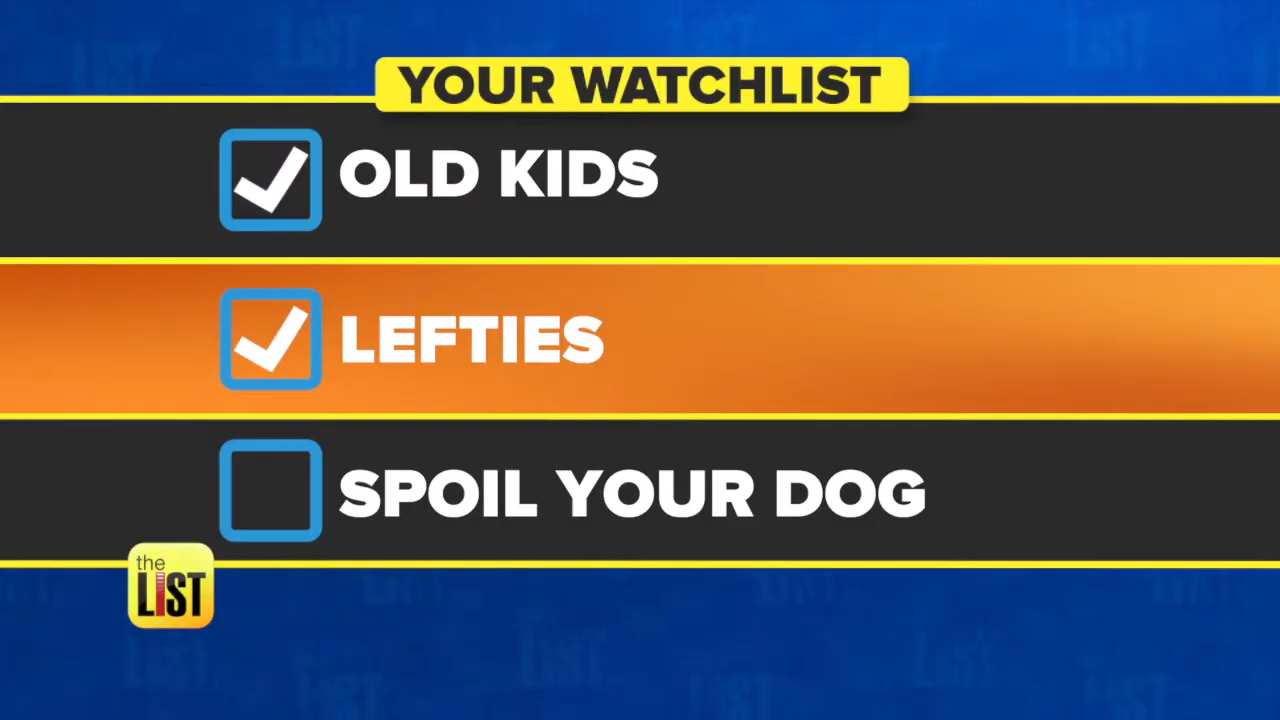 YOUR WATCHLIST
OLD KIDS
LEFTIES
SPOIL YOUR DOG
the
LIST